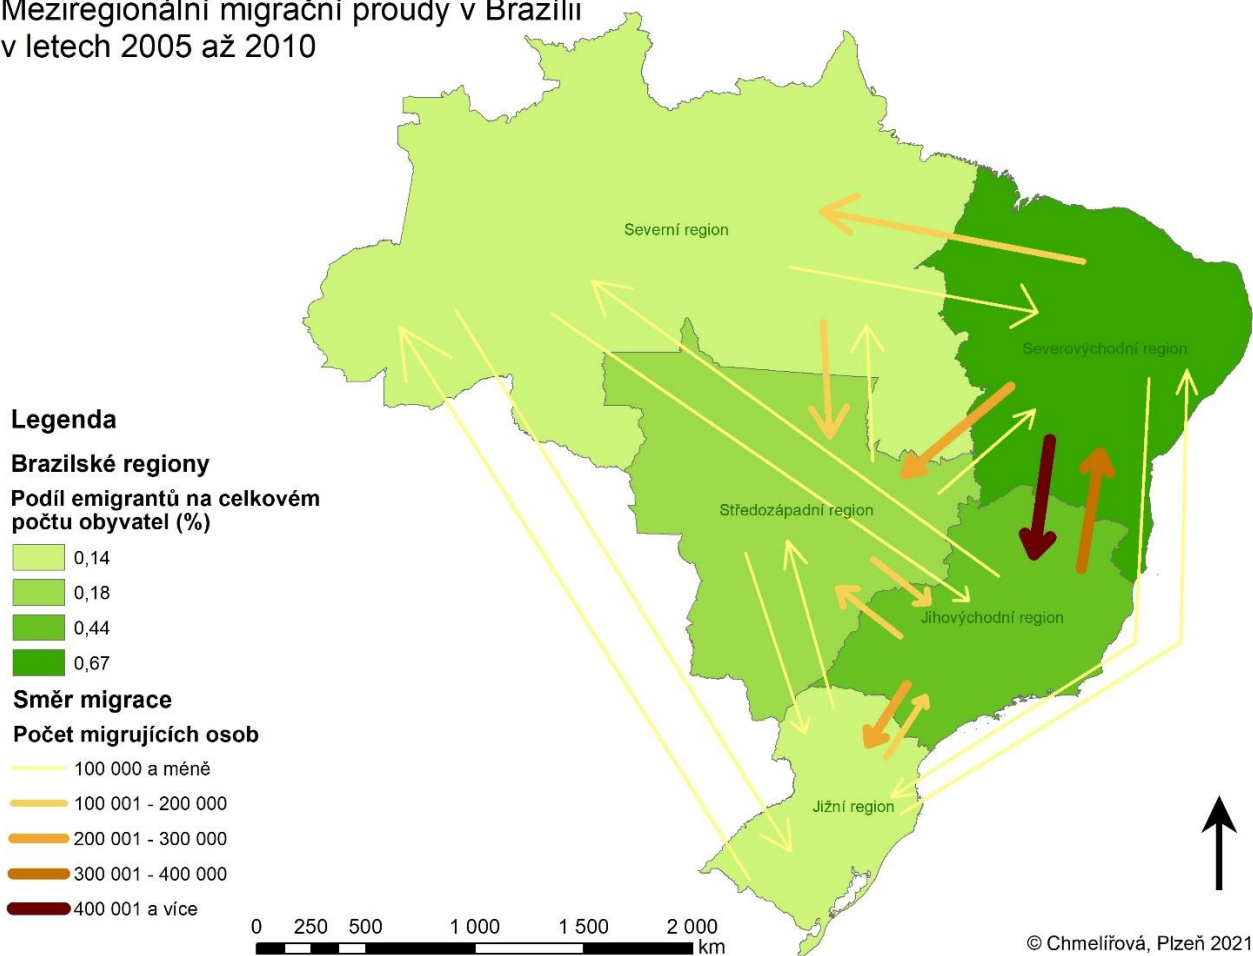 Meziregionální migrační proudy v Brazílii
v letech 2005 až 2010
Severní region
Severovýchodní region
Středozápadní region
Jihovýchodní region
Jižní region
Legenda
Brazilské regiony
Podíl emigrantů na celkovém
počtu obyvatel (%)
0,14
0,18
0,44
0,67
Směr migrace
Počet migrujících osob
100 000 a méně
100 001 - 200 000
200 001 - 300 000
300 001 - 400 000
400 001 a více
0 250 500 1 000 1 500 2 000
km
© Chmelířová, Plzeň 2021